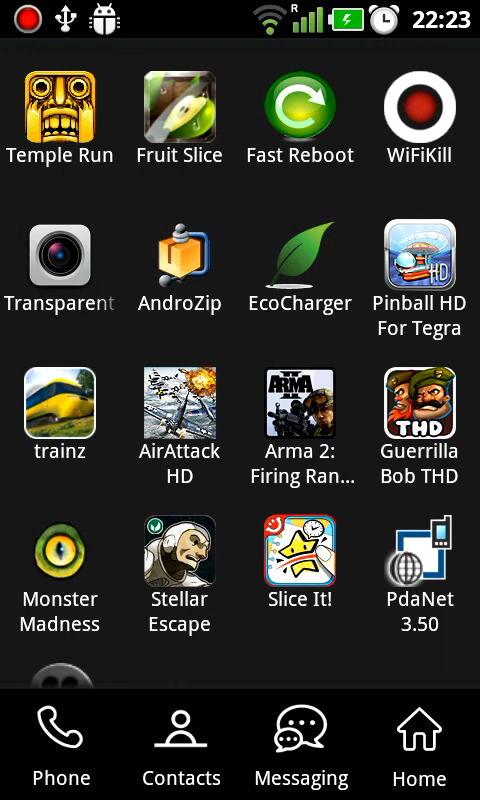 R
22:23
Temple Run
Fruit Slice
Fast Reboot
WiFiKill
Transparent
AndroZip
EcoCharger
Pinball HD
For Tegra
HD
trainz
AirAttack
HD
ARMA
II
Arma 2:
Firing Ran...
THD
Guerrilla
Bob THD
Monster
Madness
Stellar
Escape
Slice It!
PdaNet
3.50
Phone
Contacts
Messaging
Home